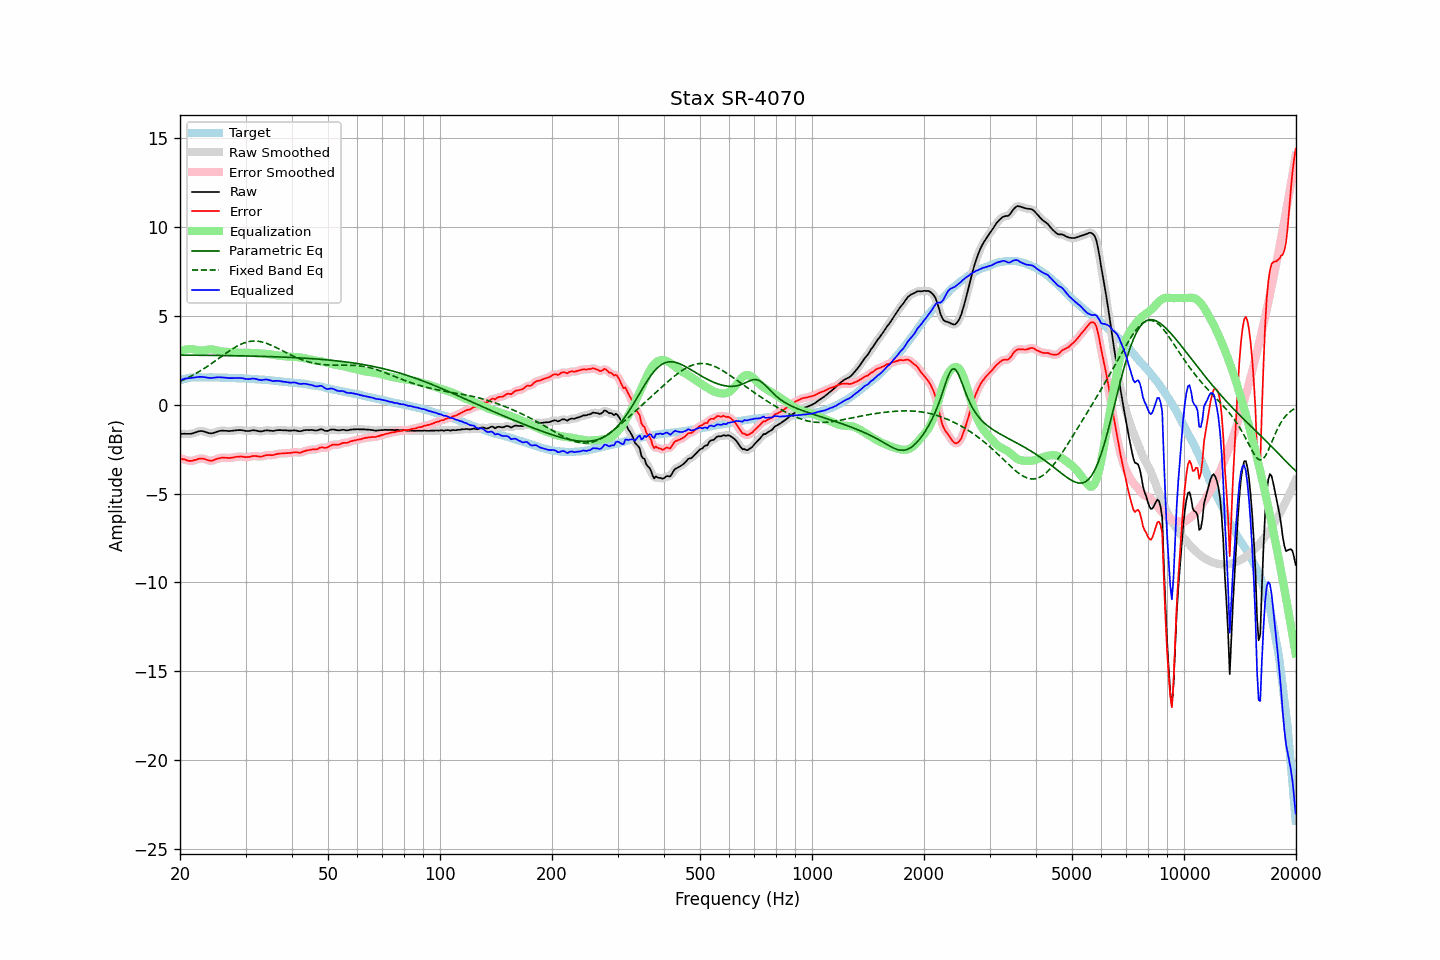 Stax SR-4070
Target
Raw Smoothed
Error Smoothed
Raw
Error
Equalization
Parametric Eq
Fixed Band Eq
Equalized
Amplitude (dBr)
15
10
5
0
−5
−10
−15
−20
−25
20 50 100 200 500 1000 2000 5000 10000 20000
Frequency (Hz)